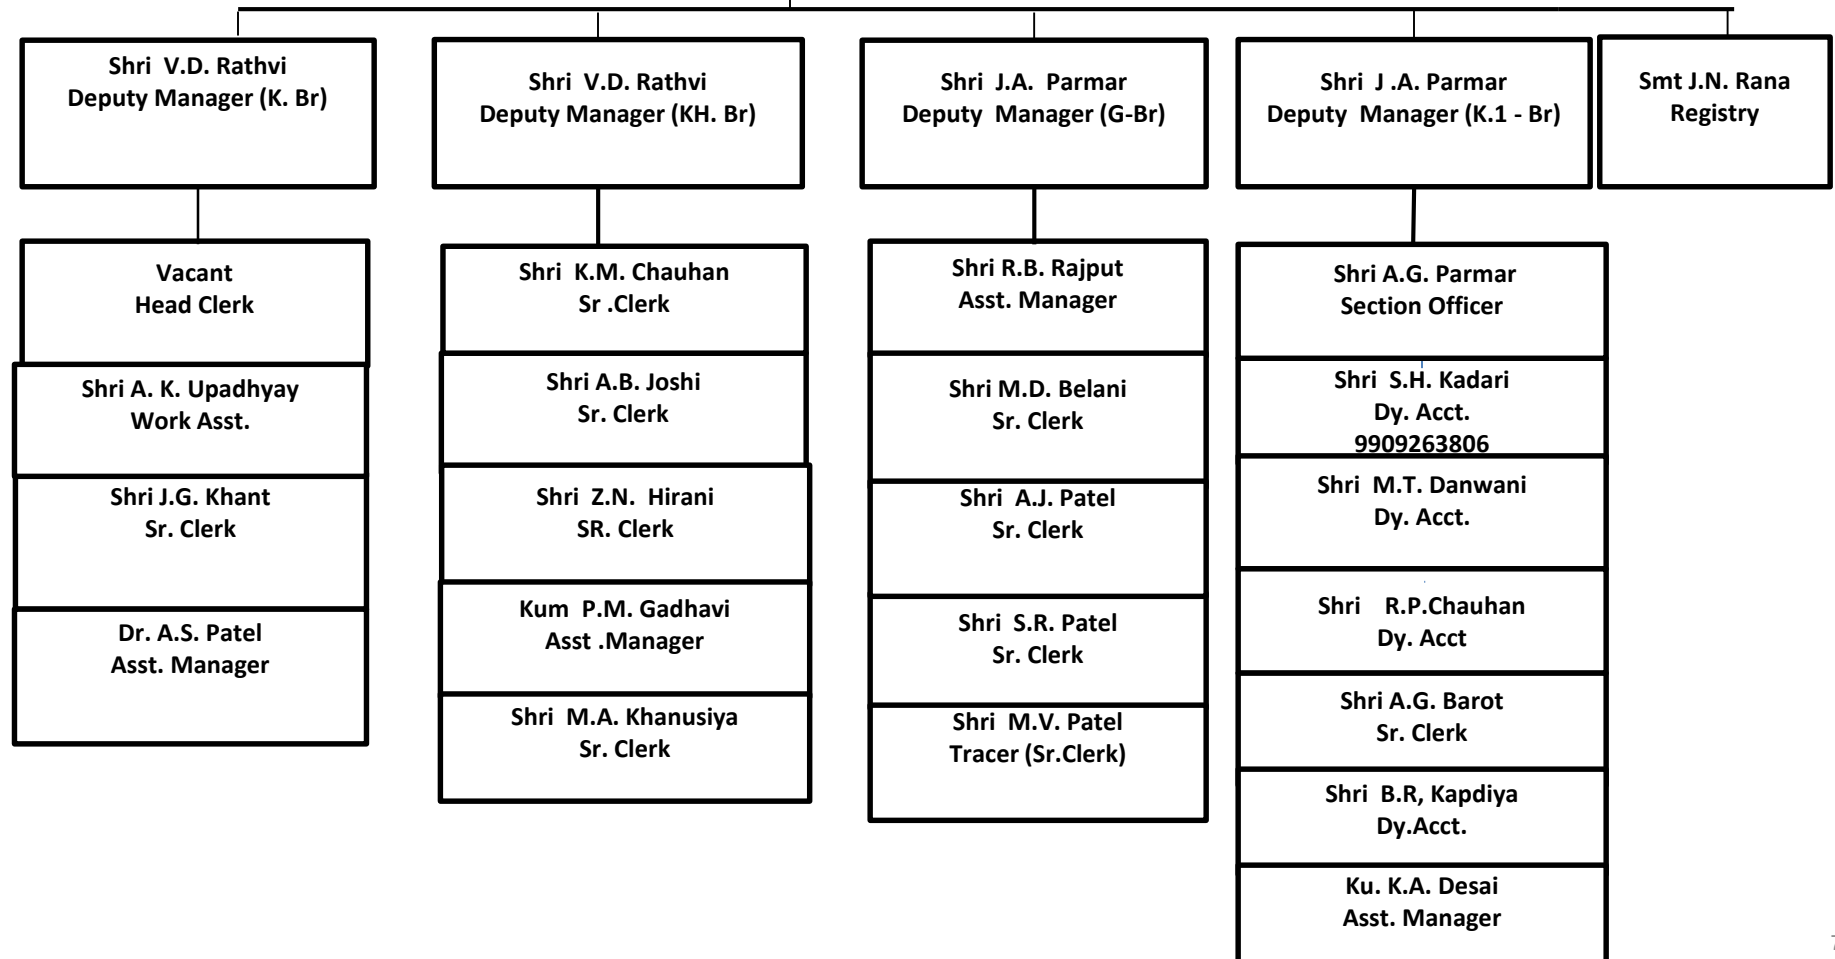 Shri V.D. Rathvi
Deputy Manager (K. Br)
Shri V.D. Rathvi
Deputy Manager (KH. Br)
Shri J.A. Parmar
Deputy Manager (G-Br)
Shri J .A. Parmar
Deputy Manager (K.1 - Br)
Smt J.N. Rana
Registry
Vacant
Head Clerk
Shri A. K. Upadhyay
Work Asst.
Shri J.G. Khant
Sr. Clerk
Dr. A.S. Patel
Asst. Manager
Shri K.M. Chauhan
Sr .Clerk
Shri A.B. Joshi
Sr. Clerk
Shri Z.N. Hirani
SR. Clerk
Kum P.M. Gadhavi
Asst .Manager
Shri M.A. Khanusiya
Sr. Clerk
Shri R.B. Rajput
Asst. Manager
Shri M.D. Belani
Sr. Clerk
Shri A.J. Patel
Sr. Clerk
Shri S.R. Patel
Sr. Clerk
Shri M.V. Patel
Tracer (Sr.Clerk)
Shri A.G. Parmar
Section Officer
Shri S.H. Kadari
Dy. Acct.
9909263806
Shri M.T. Danwani
Dy. Acct.
Shri R.P.Chauhan
Dy. Acct
Shri A.G. Barot
Sr. Clerk
Shri B.R, Kapdiya
Dy.Acct.
Ku. K.A. Desai
Asst. Manager